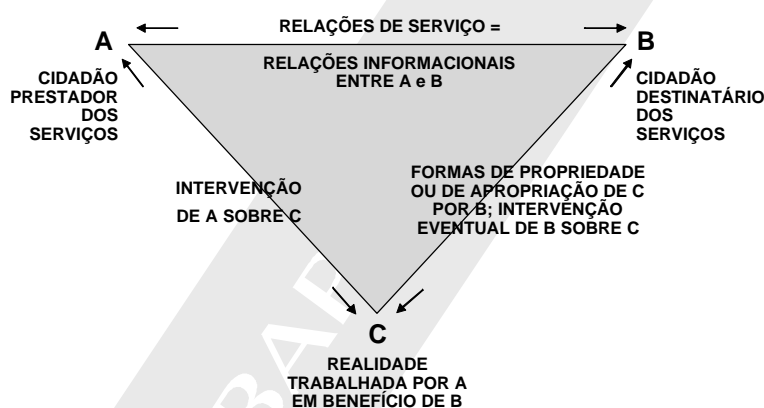 RELAÇÕES DE SERVIÇO =
A
B
RELAÇÕES INFORMACIONAIS
ENTRE A e B
CIDADÃO
PRESTADOR
DOS
SERVIÇOS
CIDADÃO
DESTINATÁRIO
DOS
SERVIÇOS
INTERVENÇÃO
DE A SOBRE C
FORMAS DE PROPRIEDADE
OU DE APROPRIAÇÃO DE C
POR B; INTERVENÇÃO
EVENTUAL DE B SOBRE C
C
REALIDADE
TRABALHADA POR A
EM BENEFÍCIO DE B